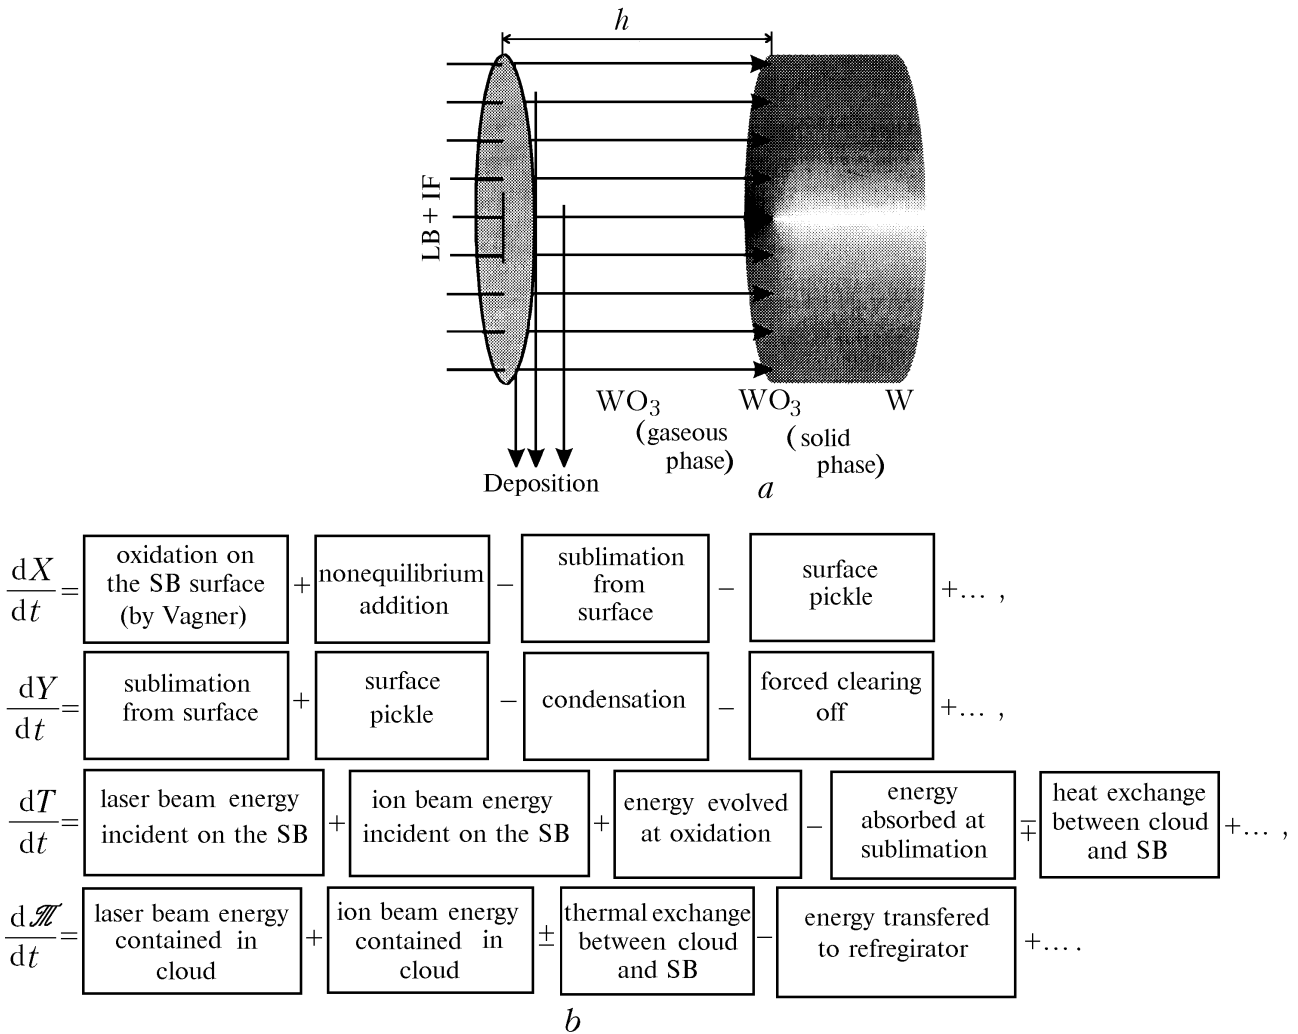 h
LB + IF
WO₃
(gaseous
phase)
WO₃
(solid
phase)
W
Deposition
a
dX/dt = oxidation on the SB surface (by Vagner) + nonequilibrium addition − sublimation from surface − surface pickle +... ,
dY/dt = sublimation from surface + surface pickle − condensation − forced clearing off +... ,
dT/dt = laser beam energy incident on the SB + ion beam energy incident on the SB + energy evolved at oxidation − energy absorbed at sublimation ∓ heat exchange between cloud and SB +... ,
d𝒯/dt = laser beam energy contained in cloud + ion beam energy contained in cloud ± thermal exchange between cloud and SB − energy transfered to refregirator +... .
b